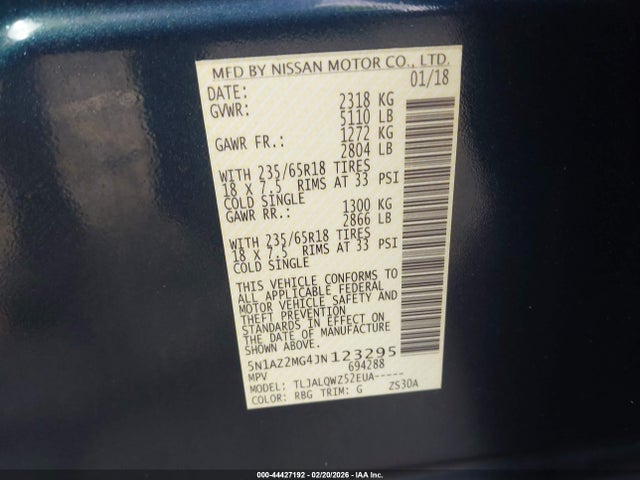 MFD BY NISSAN MOTOR CO., LTD.
DATE: 01/18
GVWR: 2318 KG
5110 LB
GAWR FR.: 1272 KG
2804 LB
WITH 235/65R18 TIRES
18 X 7.5 RIMS AT 33 PSI
COLD SINGLE
GAWR RR.: 1300 KG
2866 LB
WITH 235/65R18 TIRES
18 X 7.5 RIMS AT 33 PSI
COLD SINGLE
THIS VEHICLE CONFORMS TO
ALL APPLICABLE FEDERAL
MOTOR VEHICLE SAFETY AND
THEFT PREVENTION
STANDARDS IN EFFECT ON
THE DATE OF MANUFACTURE
SHOWN ABOVE.
5N1AZ2MG4JN123295
MPV 694288
MODEL: TLJALQWZ52EUA-----
COLOR: RBG TRIM: G ZS30A
000-44427192 - 02/20/2026 - IAA Inc.